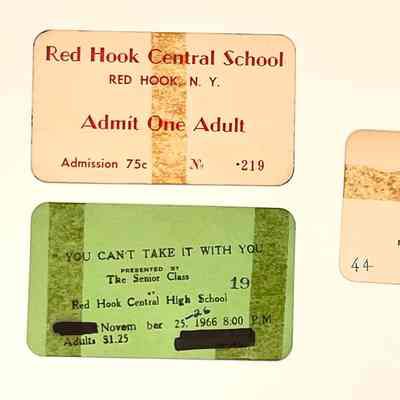 Red Hook Central School
RED HOOK, N. Y.
Admit One Adult
Admission 75c No ·219
YOU CAN'T TAKE IT WITH YOU
PRESENTED BY
The Senior Class 19
AT
Red Hook Central High School
-26
Novem ber 25, 1966 8:00 P.M
Adults $1.25
44